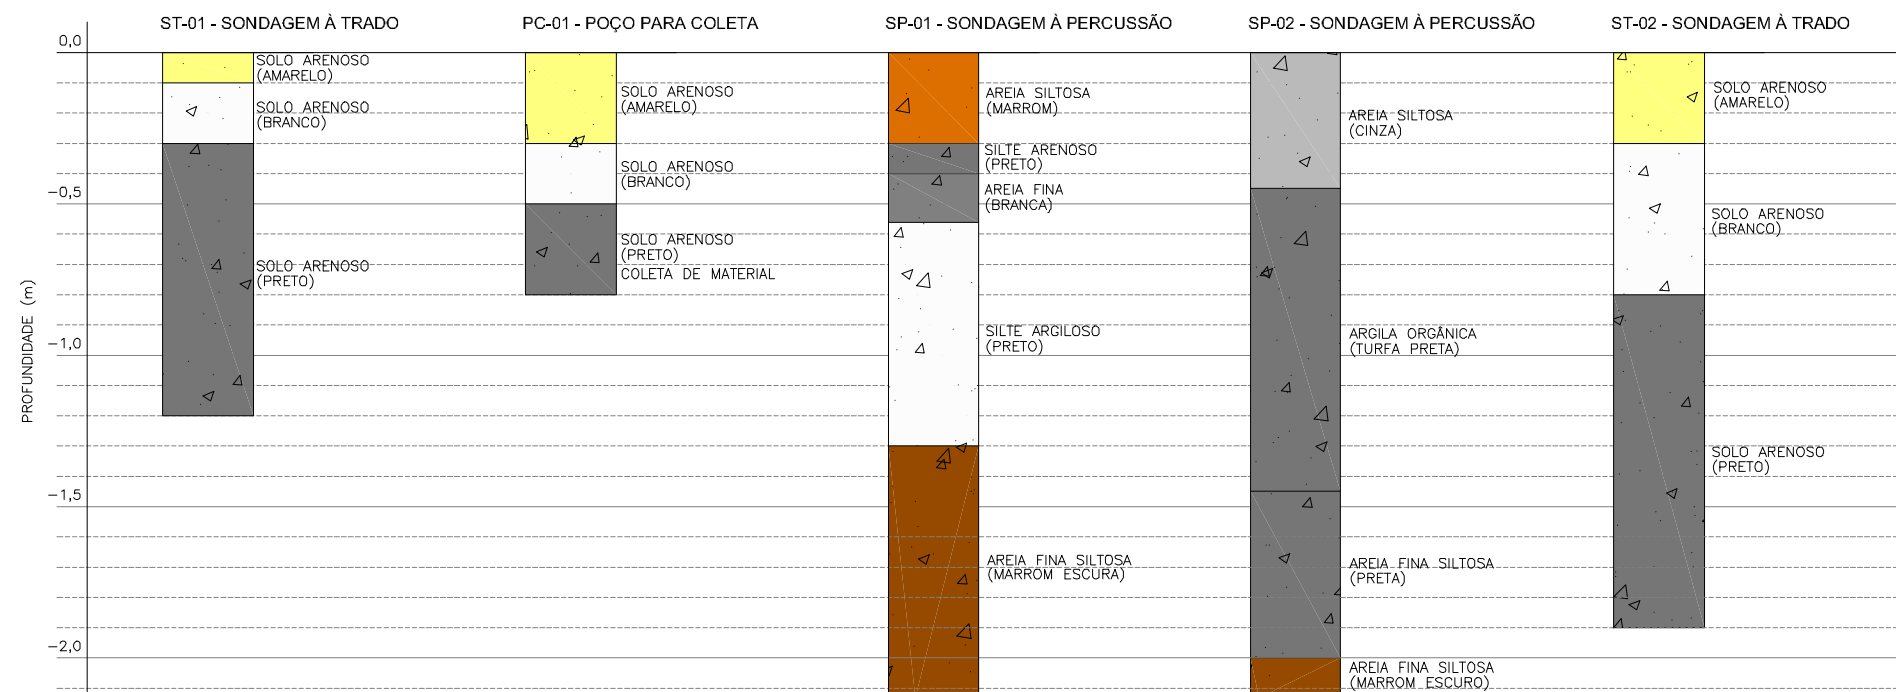 ST-01 - SONDAGEM À TRADO
PC-01 - POÇO PARA COLETA
SP-01 - SONDAGEM À PERCUSSÃO
SP-02 - SONDAGEM À PERCUSSÃO
ST-02 - SONDAGEM À TRADO
PROFUNDIDADE (m)
0,0
-0,5
-1,0
-1,5
-2,0
SOLO ARENOSO
(AMARELO)
SOLO ARENOSO
(BRANCO)
SOLO ARENOSO
(PRETO)
SOLO ARENOSO
(AMARELO)
SOLO ARENOSO
(BRANCO)
SOLO ARENOSO
(PRETO)
COLETA DE MATERIAL
AREIA SILTOSA
(MARROM)
SILTE ARENOSO
(PRETO)
AREIA FINA
(BRANCA)
SILTE ARGILOSO
(PRETO)
AREIA FINA SILTOSA
(MARROM ESCURA)
AREIA SILTOSA
(CINZA)
ARGILA ORGÂNICA
(TURFA PRETA)
AREIA FINA SILTOSA
(PRETA)
AREIA FINA SILTOSA
(MARROM ESCURO)
SOLO ARENOSO
(AMARELO)
SOLO ARENOSO
(BRANCO)
SOLO ARENOSO
(PRETO)